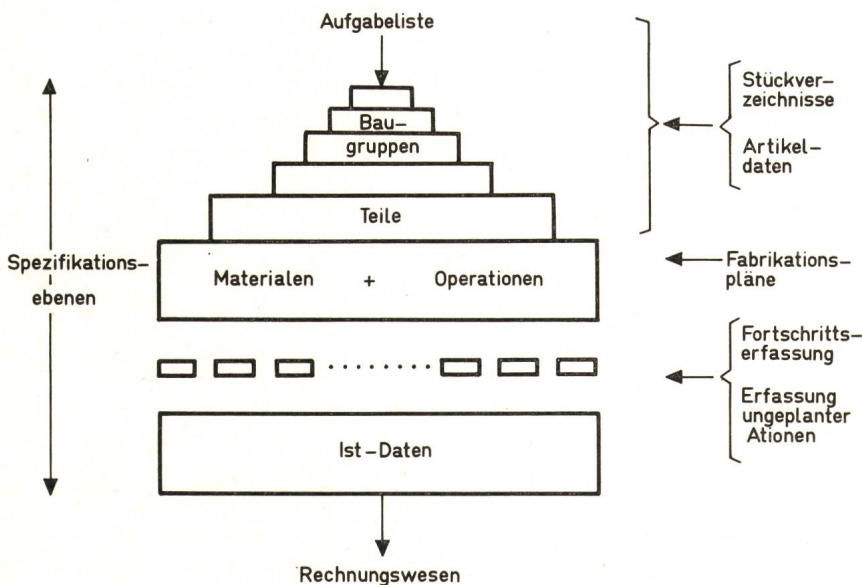 Aufgabeliste
Bau-
gruppen
Teile
Materialen + Operationen
Ist-Daten
Rechnungswesen
Spezifikations-
ebenen
Stückver-
zeichnisse
Artikel-
daten
Fabrikations-
pläne
Fortschritts-
erfassung
Erfassung
ungeplanter
Ationen